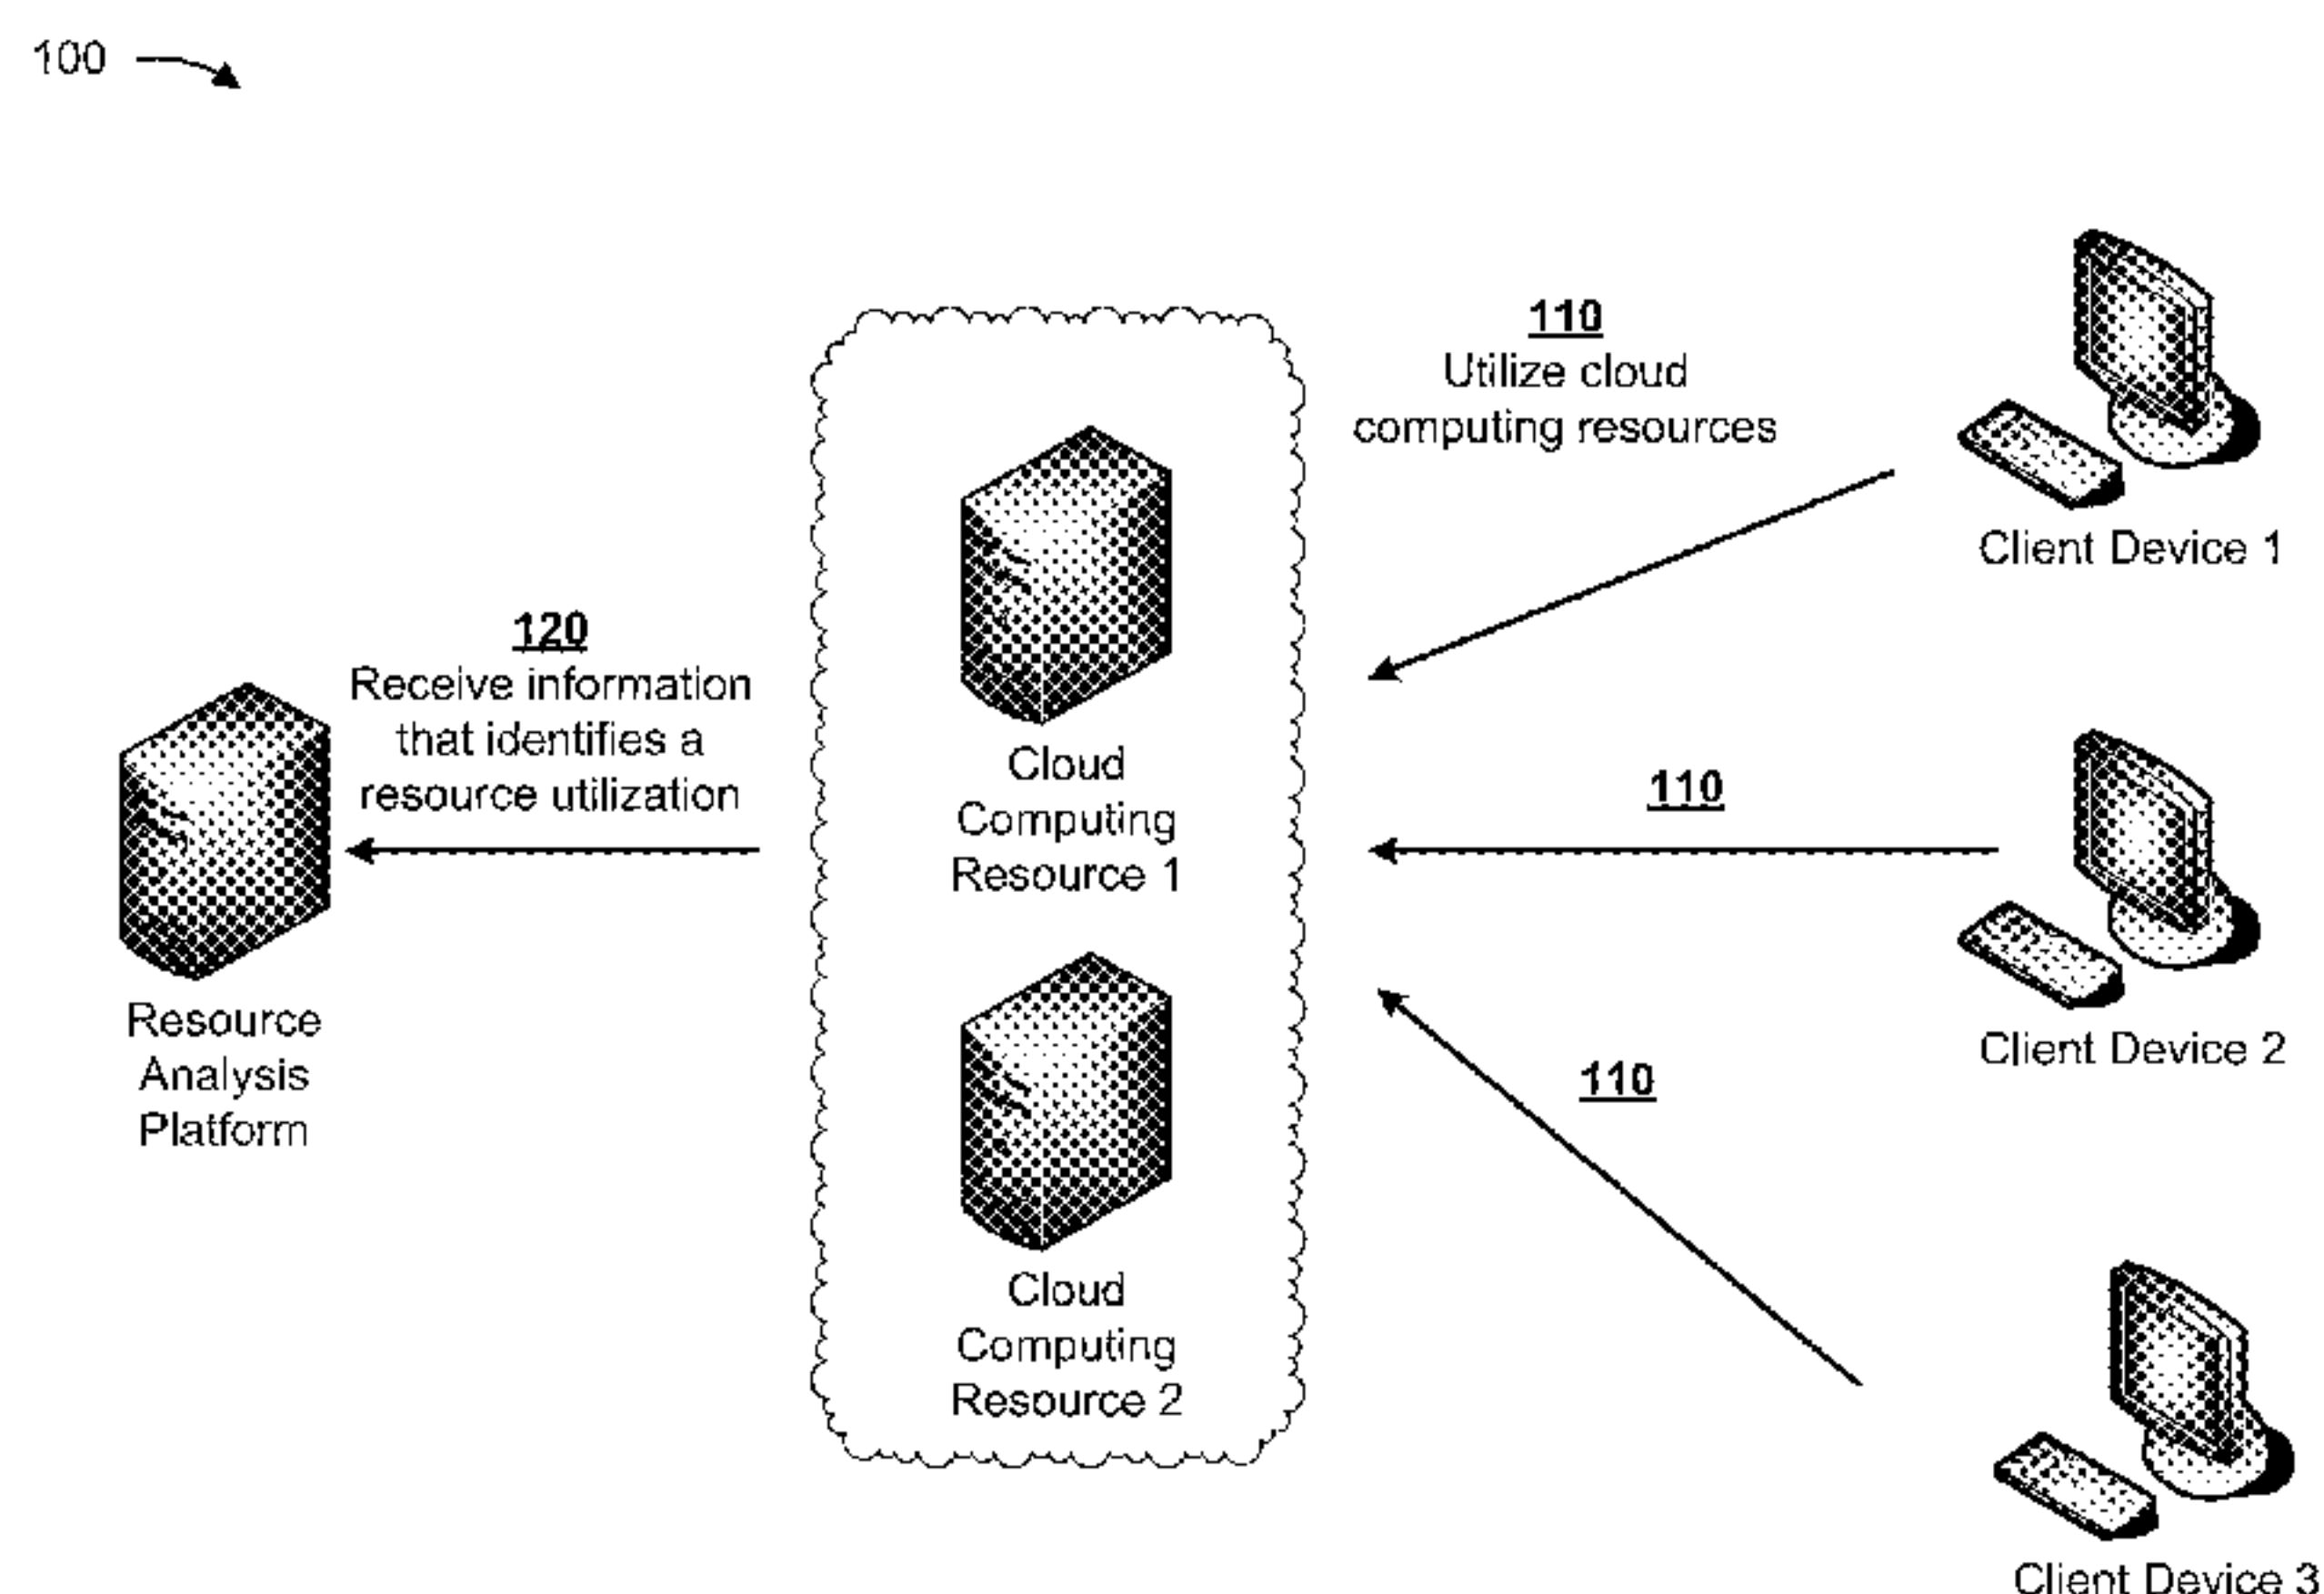 100
110
Utilize cloud
computing resources
Client Device 1
120
Receive information
that identifies a
resource utilization
Resource
Analysis
Platform
Cloud
Computing
Resource 1
110
Client Device 2
Cloud
Computing
Resource 2
110
Client Device 3